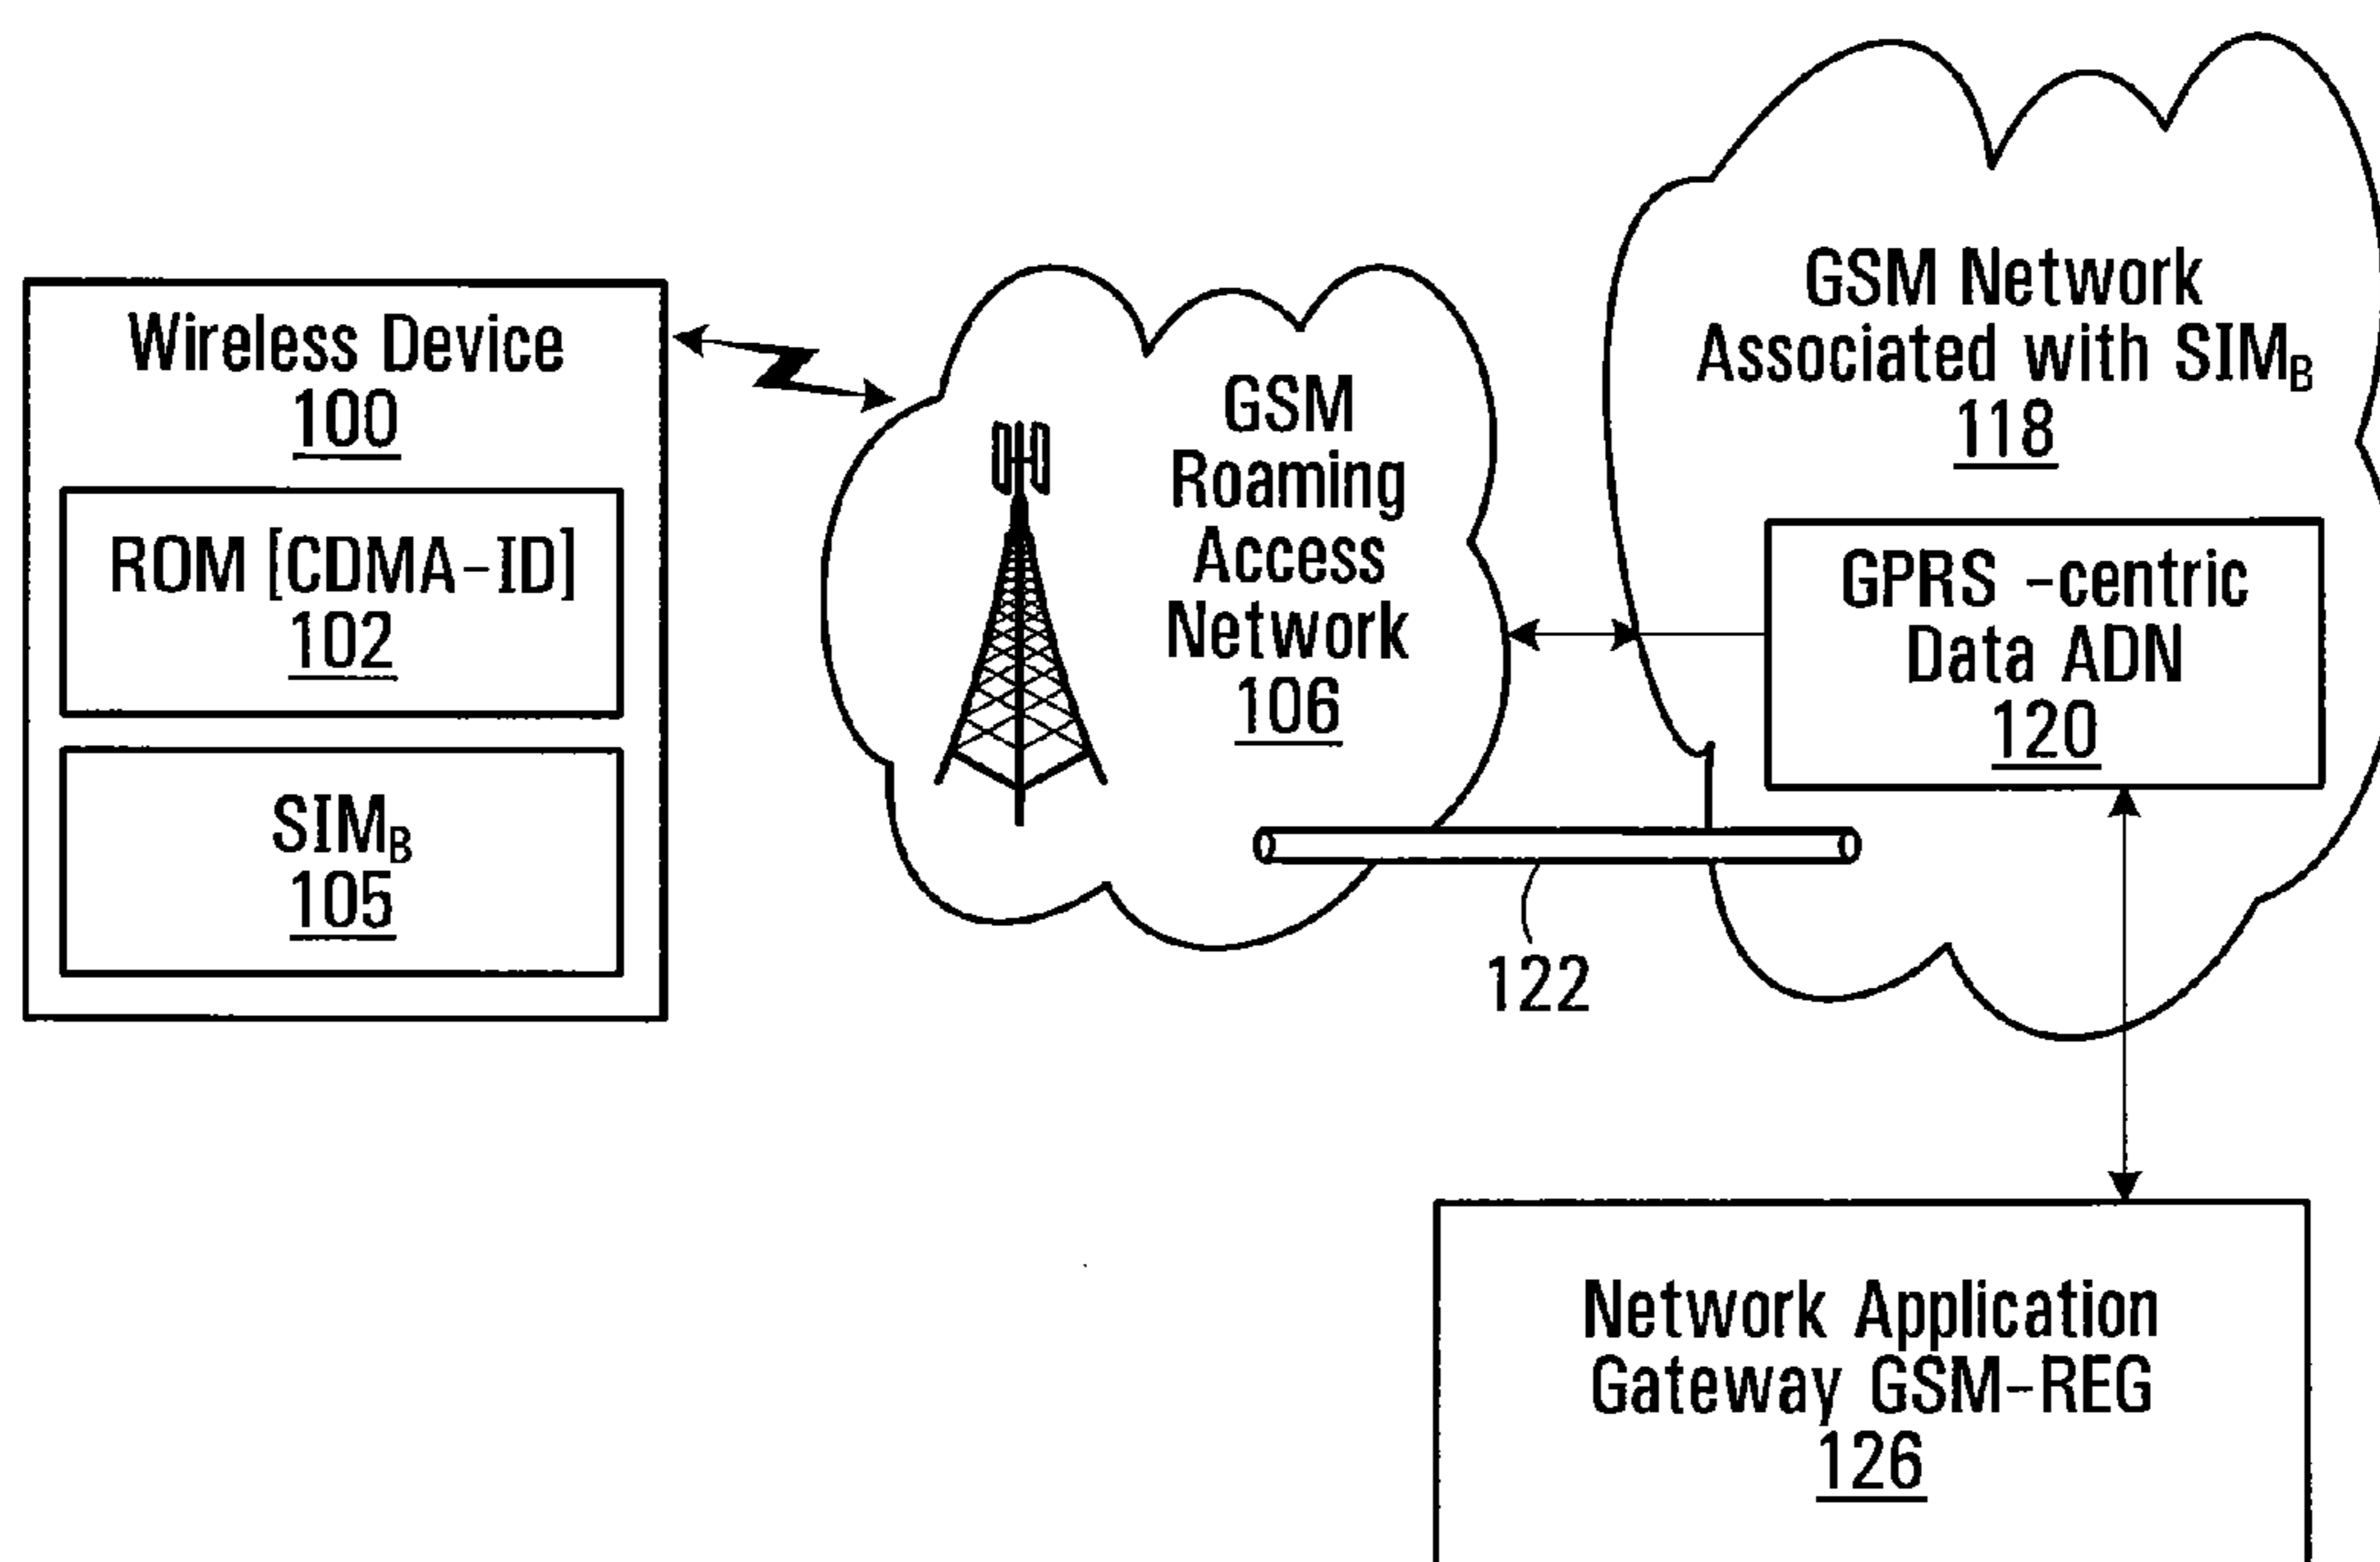 Wireless Device
100
ROM [CDMA-ID]
102
SIMB
105
GSM
Roaming
Access
Network
106
GSM Network
Associated with SIMB
118
GPRS -centric
Data ADN
120
122
Network Application
Gateway GSM-REG
126